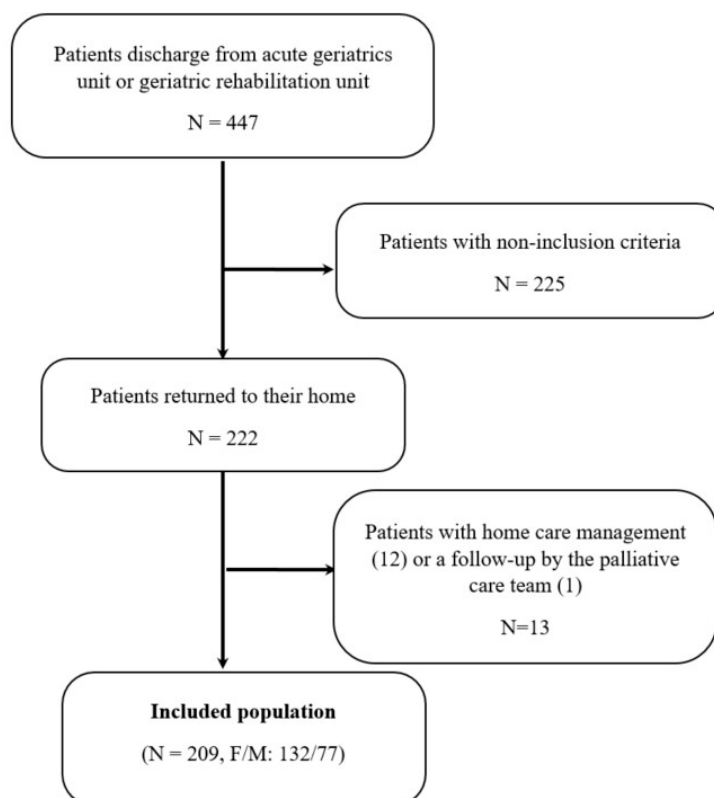 Patients discharge from acute geriatrics
unit or geriatric rehabilitation unit
N = 447
Patients with non-inclusion criteria
N = 225
Patients returned to their home
N = 222
Patients with home care management
(12) or a follow-up by the palliative
care team (1)
N=13
Included population
(N = 209, F/M: 132/77)